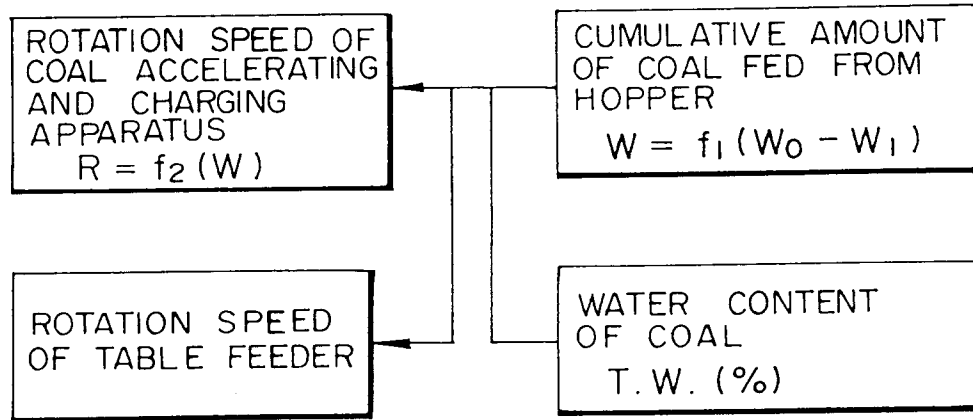 ROTATION SPEED OF
COAL ACCELERATING
AND CHARGING
APPARATUS
R = f₂ (W)
CUMULATIVE AMOUNT
OF COAL FED FROM
HOPPER
W = f₁ (W₀ − W₁)
ROTATION SPEED
OF TABLE FEEDER
WATER CONTENT
OF COAL
T.W. (%)